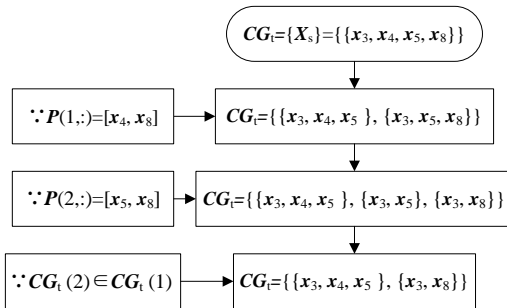 CGₜ={Xₛ}={{x₃, x₄, x₅, x₈}}
∵P(1,:)=[x₄, x₈]
CGₜ={{x₃, x₄, x₅ }, {x₃, x₅, x₈}}
∵P(2,:)=[x₅, x₈]
CGₜ={{x₃, x₄, x₅ }, {x₃, x₅}, {x₃, x₈}}
∵CGₜ (2)∈CGₜ (1)
CGₜ={{x₃, x₄, x₅ }, {x₃, x₈}}